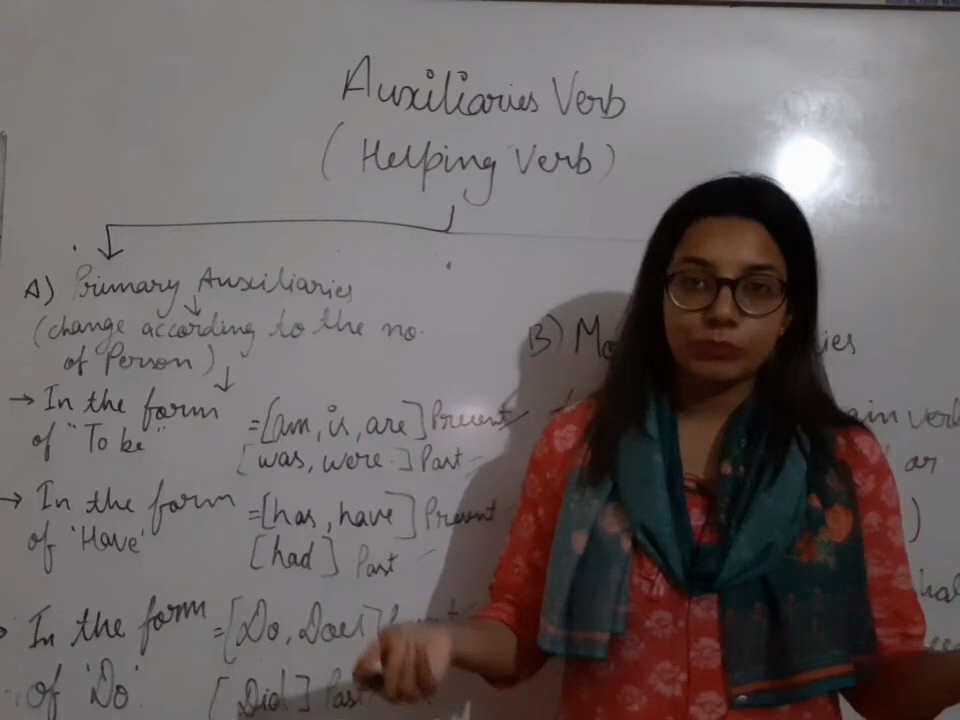 Auxiliaries Verb
(Helping Verb)
A) Primary Auxiliaries
(change according to the no.
of Person)
→ In the form
of "To be"
=[am, is, are] Present
[was, were.] Past
→ In the form
of 'Have'
=[has, have] Present
[had] Past
In the form
of 'Do'
=[Do, Does]
[Did] Past
B)
or
)